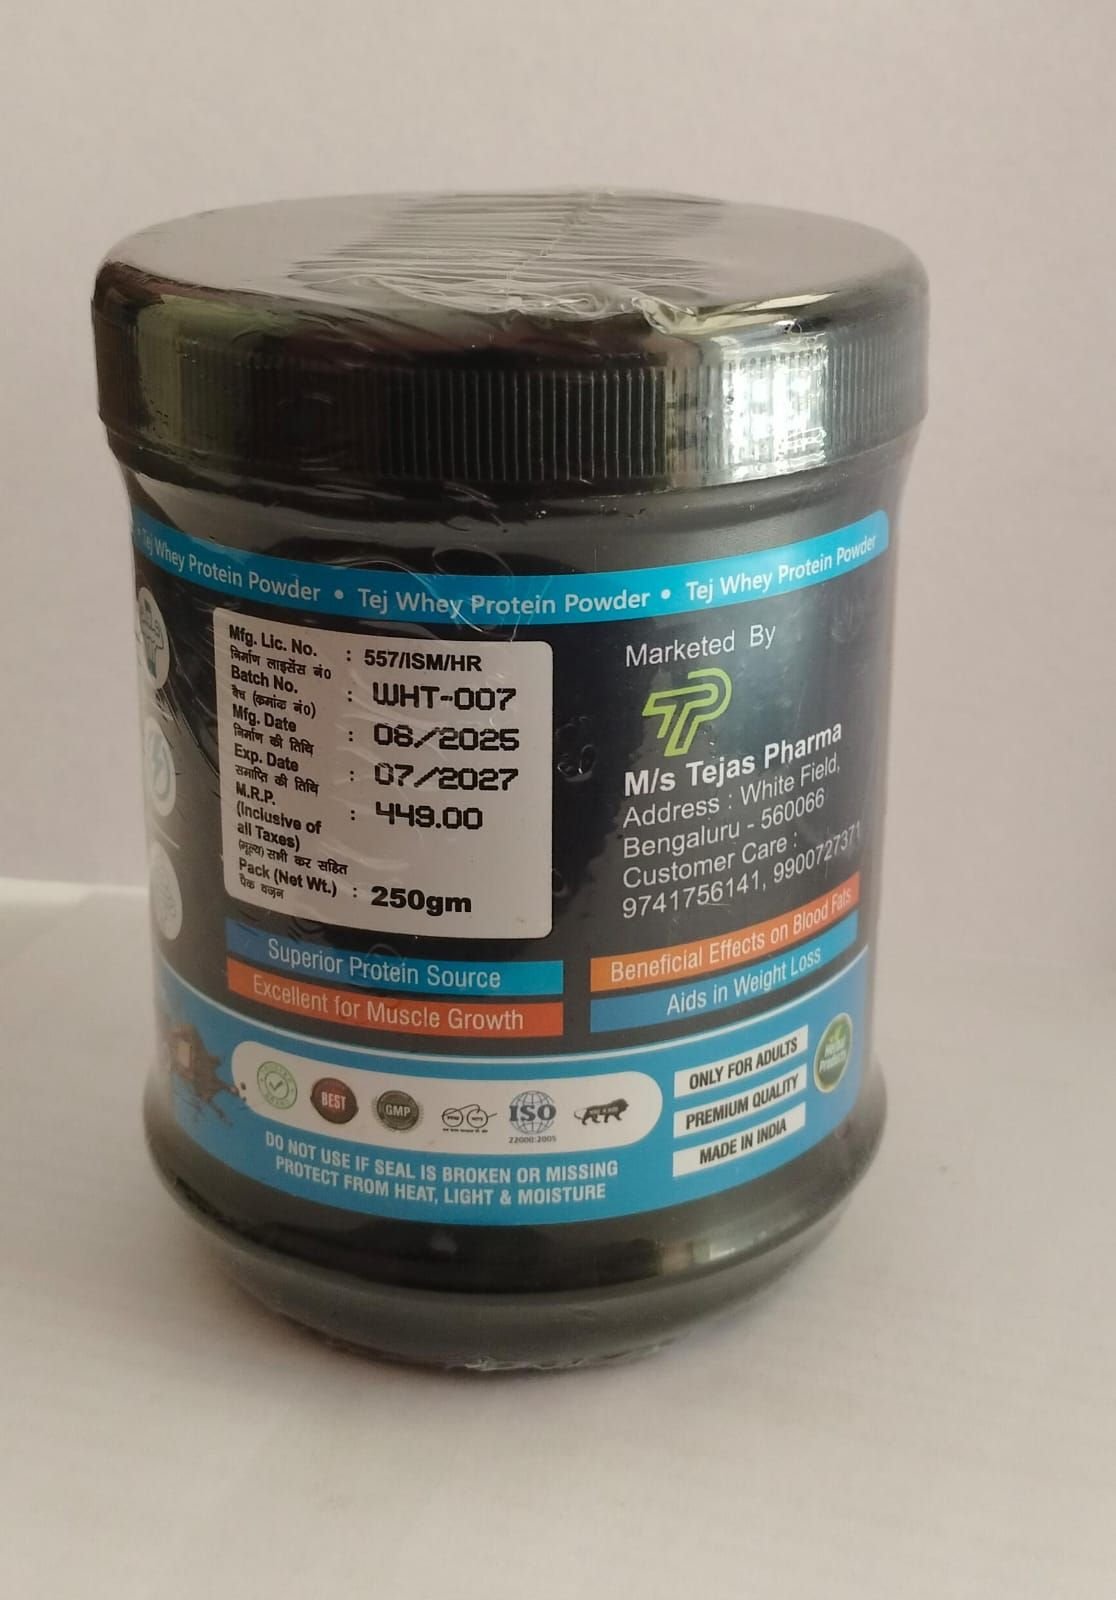 Tej Whey Protein Powder • Tej Whey Protein Powder • Tej Whey Protein Powder
Mfg. Lic. No. : 557/ISM/HR
निर्माण लाइसेंस नं०
Batch No. : WHT-007
बैच (क्रमांक नं०)
Mfg. Date : 08/2025
निर्माण की तिथि
Exp. Date : 07/2027
समाप्ति की तिथि
M.R.P. : 449.00
(Inclusive of
all Taxes)
(मूल्य) सभी कर सहित
Pack (Net Wt.) : 250gm
पैक वज़न
Marketed By
M/s Tejas Pharma
Address : White Field,
Bengaluru - 560066
Customer Care :
9741756141, 9900727371
Superior Protein Source
Excellent for Muscle Growth
Beneficial Effects on Blood Fats
Aids in Weight Loss
BEST
GMP
ISO
22000:2005
ONLY FOR ADULTS
PREMIUM QUALITY
MADE IN INDIA
DO NOT USE IF SEAL IS BROKEN OR MISSING
PROTECT FROM HEAT, LIGHT & MOISTURE